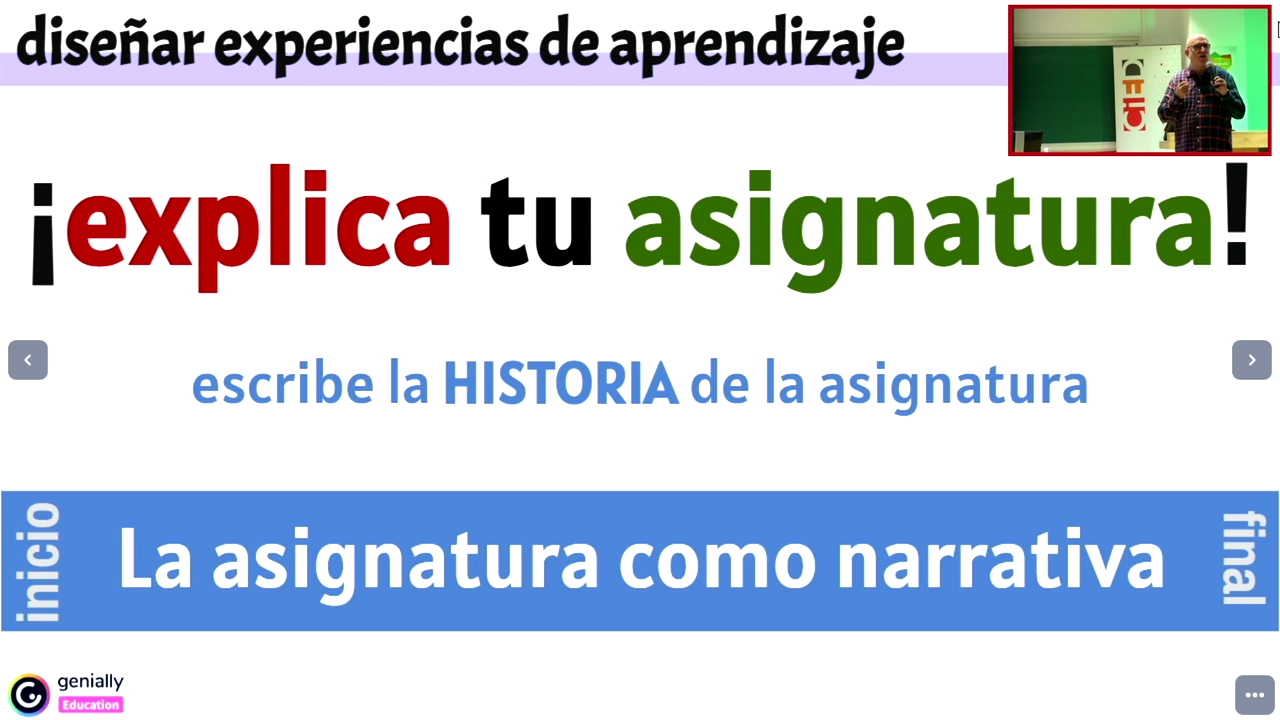 diseñar experiencias de aprendizaje
CiFED
¡explica tu asignatura!
escribe la HISTORIA de la asignatura
inicio
La asignatura como narrativa
final
genially
Education